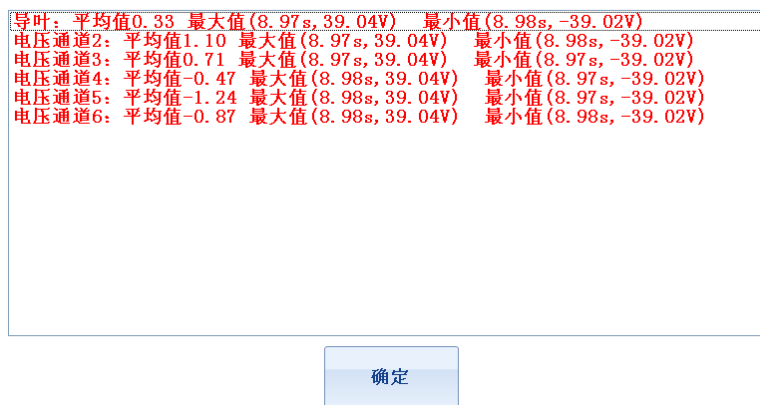 导叶：平均值0.33 最大值(8.97s,39.04V) 最小值(8.98s,-39.02V)
电压通道2：平均值1.10 最大值(8.97s,39.04V) 最小值(8.98s,-39.02V)
电压通道3：平均值0.71 最大值(8.98s,39.04V) 最小值(8.97s,-39.02V)
电压通道4：平均值-0.47 最大值(8.98s,39.04V) 最小值(8.97s,-39.02V)
电压通道5：平均值-1.24 最大值(8.98s,39.04V) 最小值(8.97s,-39.02V)
电压通道6：平均值-0.87 最大值(8.98s,39.04V) 最小值(8.98s,-39.02V)
确定